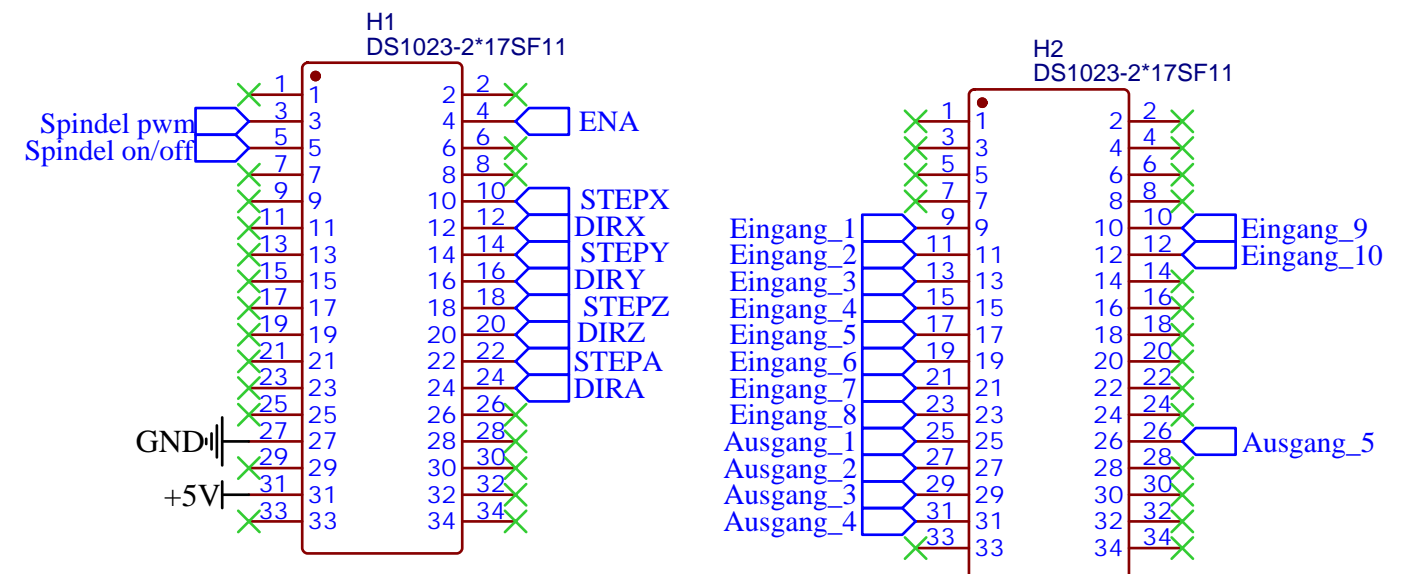 H1
DS1023-2*17SF11
1 1 2 2
Spindel pwm 3 3 4 4 ENA
Spindel on/off 5 5 6 6
7 7 8 8
9 9 10 10 STEPX
11 11 12 12 DIRX
13 13 14 14 STEPY
15 15 16 16 DIRY
17 17 18 18 STEPZ
19 19 20 20 DIRZ
21 21 22 22 STEPA
23 23 24 24 DIRA
25 25 26 26
GND 27 27 28 28
29 29 30 30
+5V 31 31 32 32
33 33 34 34
H2
DS1023-2*17SF11
1 1 2 2
3 3 4 4
5 5 6 6
7 7 8 8
Eingang_1 9 9 10 10 Eingang_9
Eingang_2 11 11 12 12 Eingang_10
Eingang_3 13 13 14 14
Eingang_4 15 15 16 16
Eingang_5 17 17 18 18
Eingang_6 19 19 20 20
Eingang_7 21 21 22 22
Eingang_8 23 23 24 24
Ausgang_1 25 25 26 26 Ausgang_5
Ausgang_2 27 27 28 28
Ausgang_3 29 29 30 30
Ausgang_4 31 31 32 32
33 33 34 34